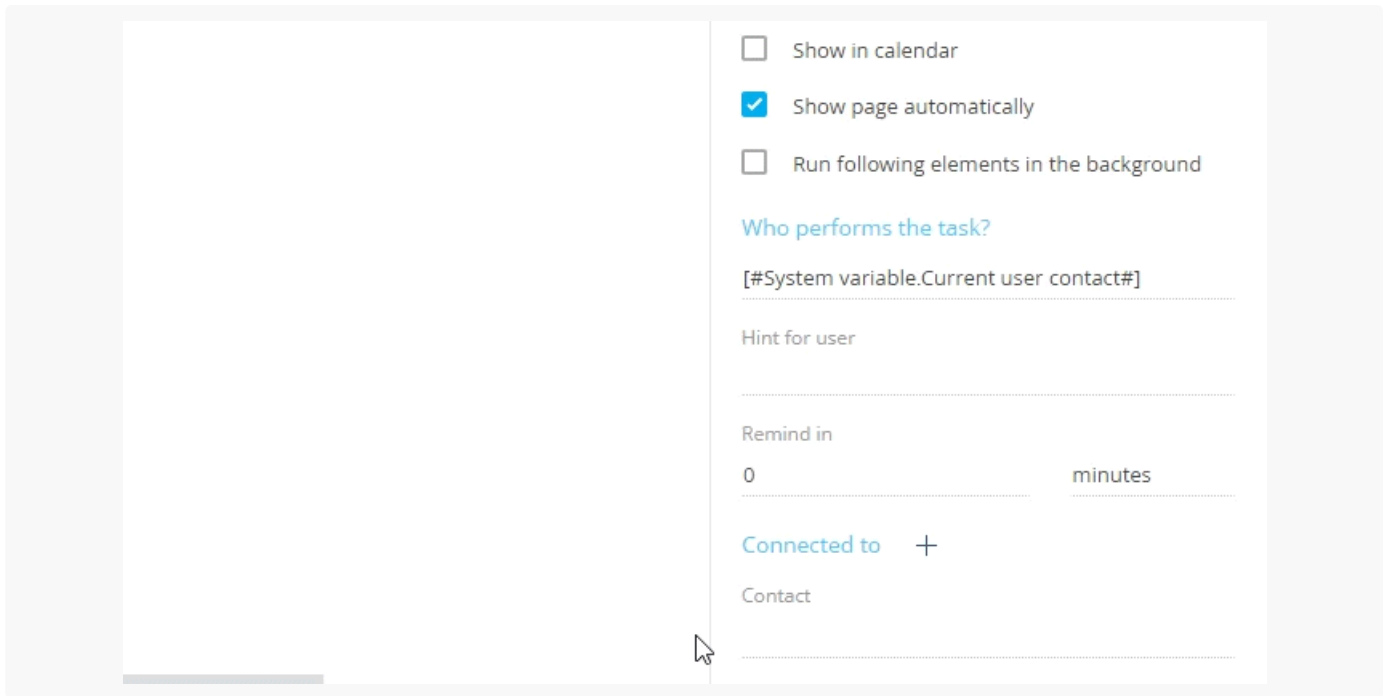 Show in calendar
Show page automatically
Run following elements in the background
Who performs the task?
[#System variable.Current user contact#]
Hint for user
Remind in
0 minutes
Connected to +
Contact